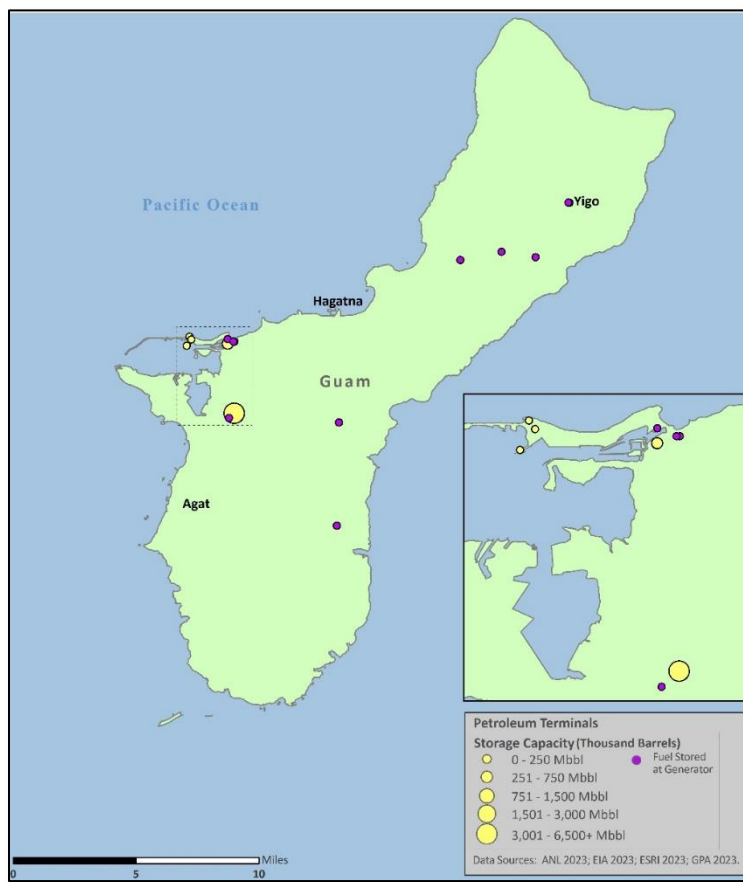 Pacific Ocean
Yigo
Hagatna
Guam
Agat
Petroleum Terminals
Storage Capacity (Thousand Barrels)
0 - 250 Mbbl
251 - 750 Mbbl
751 - 1,500 Mbbl
1,501 - 3,000 Mbbl
3,001 - 6,500+ Mbbl
Fuel Stored
at Generator
Data Sources: ANL 2023; EIA 2023; ESRI 2023; GPA 2023.
Miles
0 5 10